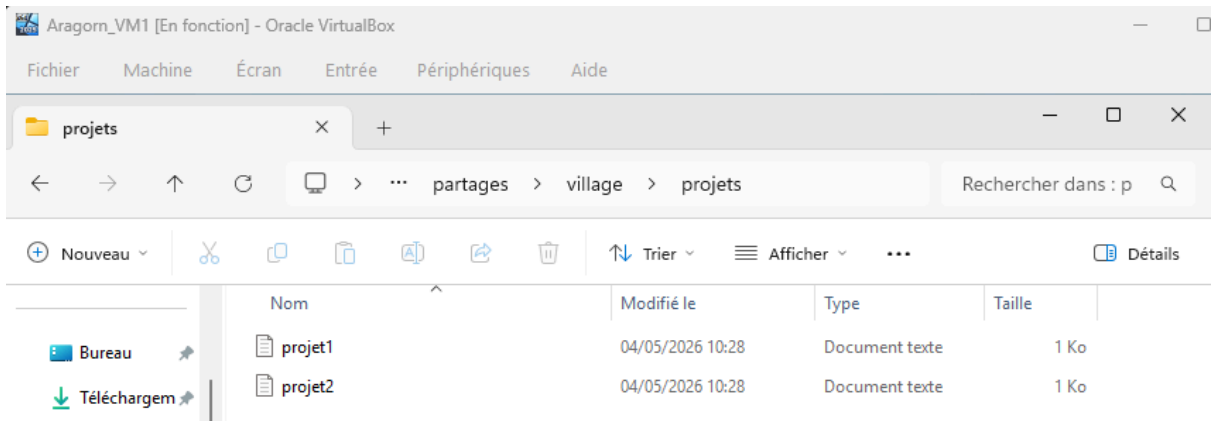 Aragorn_VM1 [En fonction] - Oracle VirtualBox
Fichier Machine Écran Entrée Périphériques Aide
projets
... partages > village > projets Rechercher dans : p
Nouveau Trier Afficher ... Détails
Nom Modifié le Type Taille
Bureau projet1 04/05/2026 10:28 Document texte 1 Ko
Téléchargem projet2 04/05/2026 10:28 Document texte 1 Ko